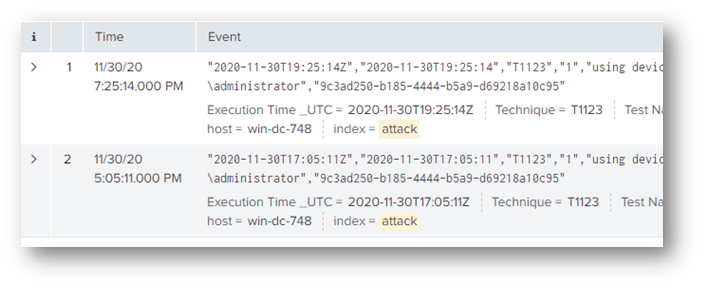 i Time Event
1 11/30/20 "2020-11-30T19:25:14Z","2020-11-30T19:25:14","T1123","1","using devic
7:25:14.000 PM \administrator","9c3ad250-b185-4444-b5a9-d69218a10c95"
Execution Time _UTC = 2020-11-30T19:25:14Z Technique = T1123 Test Na
host = win-dc-748 index = attack
2 11/30/20 "2020-11-30T17:05:11Z","2020-11-30T17:05:11","T1123","1","using devic
5:05:11.000 PM \administrator","9c3ad250-b185-4444-b5a9-d69218a10c95"
Execution Time _UTC = 2020-11-30T17:05:11Z Technique = T1123 Test Na
host = win-dc-748 index = attack